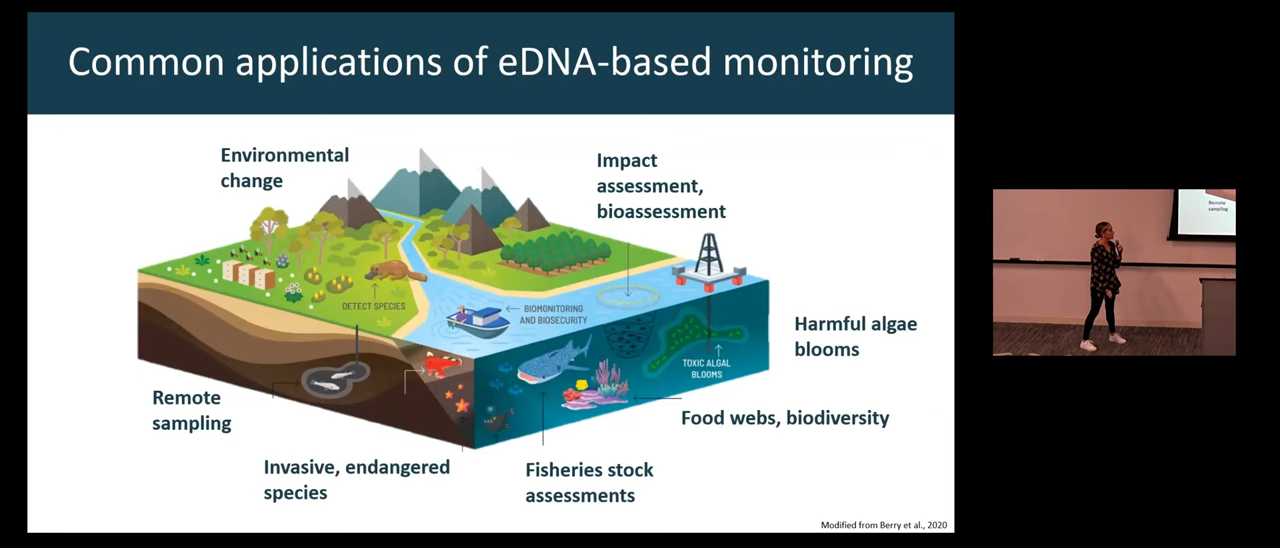 Common applications of eDNA-based monitoring
Environmental
change
Impact
assessment,
bioassessment
DETECT SPECIES
BIOMONITORING
AND BIOSECURITY
Harmful algae
blooms
TOXIC ALGAL
BLOOMS
Remote
sampling
Food webs, biodiversity
Invasive, endangered
species
Fisheries stock
assessments
Modified from Berry et al., 2020
Remote
sampling